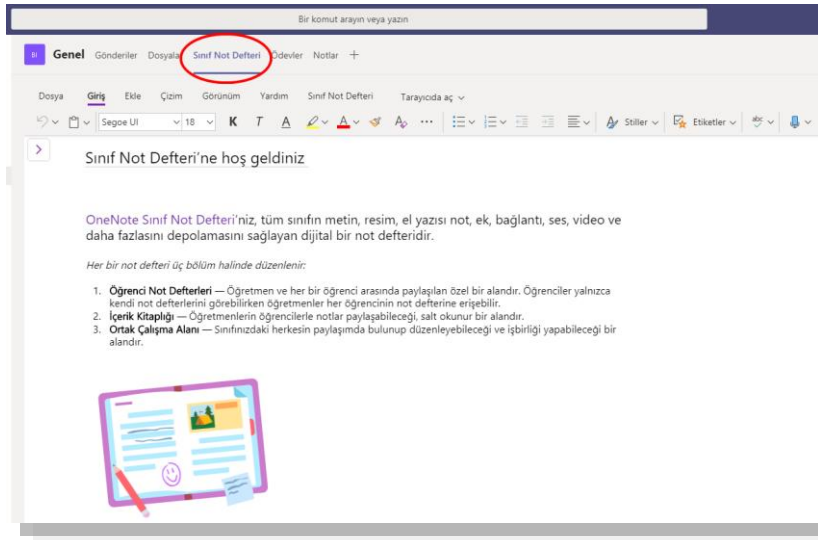 Bir komut arayın veya yazın
BI Genel Gönderiler Dosyalar Sınıf Not Defteri Ödevler Notlar +
Dosya Giriş Ekle Çizim Görünüm Yardım Sınıf Not Defteri Tarayıcıda aç
Segoe UI 18 K T A A A Stiller Etiketler abc
Sınıf Not Defteri'ne hoş geldiniz
OneNote Sınıf Not Defteri'niz, tüm sınıfın metin, resim, el yazısı not, ek, bağlantı, ses, video ve
daha fazlasını depolamasını sağlayan dijital bir not defteridir.
Her bir not defteri üç bölüm halinde düzenlenir:
1. Öğrenci Not Defterleri — Öğretmen ve her bir öğrenci arasında paylaşılan özel bir alandır. Öğrenciler yalnızca
kendi not defterlerini görebilirken öğretmenler her öğrencinin not defterine erişebilir.
2. İçerik Kitaplığı — Öğretmenlerin öğrencilerle notlar paylaşabileceği, salt okunur bir alandır.
3. Ortak Çalışma Alanı — Sınıfınızdaki herkesin paylaşımda bulunup düzenleyebileceği ve işbirliği yapabileceği bir
alandır.